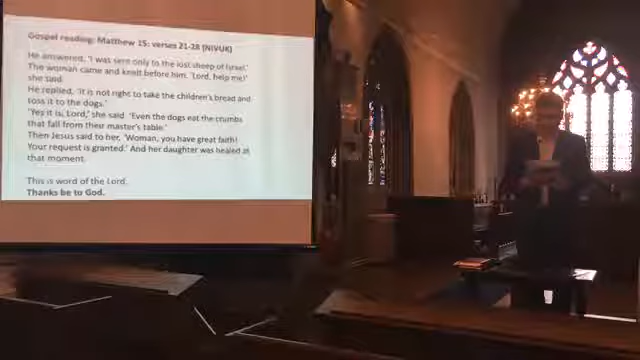 Gospel reading: Matthew 15: verses 21-28 (NIVUK)
He answered, 'I was sent only to the lost sheep of Israel.'
The woman came and knelt before him. 'Lord, help me!'
she said.
He replied, 'It is not right to take the children's bread and
toss it to the dogs.'
'Yes it is, Lord,' she said. 'Even the dogs eat the crumbs
that fall from their master's table.'
Then Jesus said to her, 'Woman, you have great faith!
Your request is granted.' And her daughter was healed at
that moment.
This is word of the Lord.
Thanks be to God.